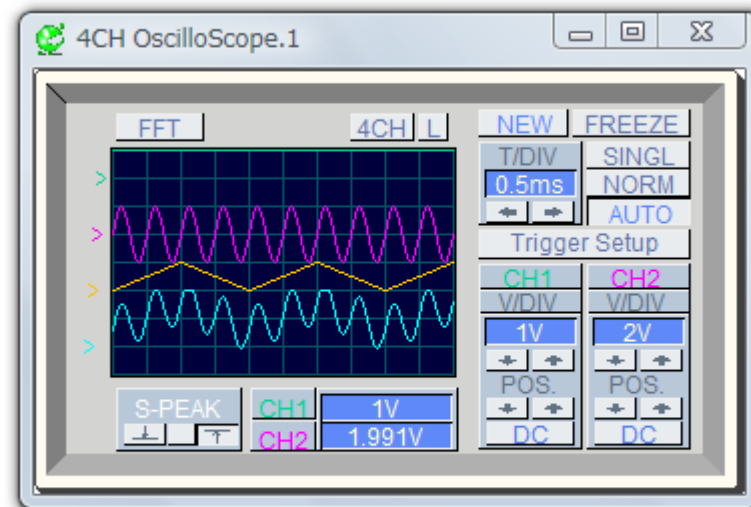 4CH OscilloScope.1
FFT 4CH L NEW FREEZE
T/DIV SINGL
0.5ms NORM
AUTO
Trigger Setup
CH1 CH2
V/DIV V/DIV
1V 2V
POS. POS.
DC DC
S-PEAK CH1 1V
CH2 1.991V